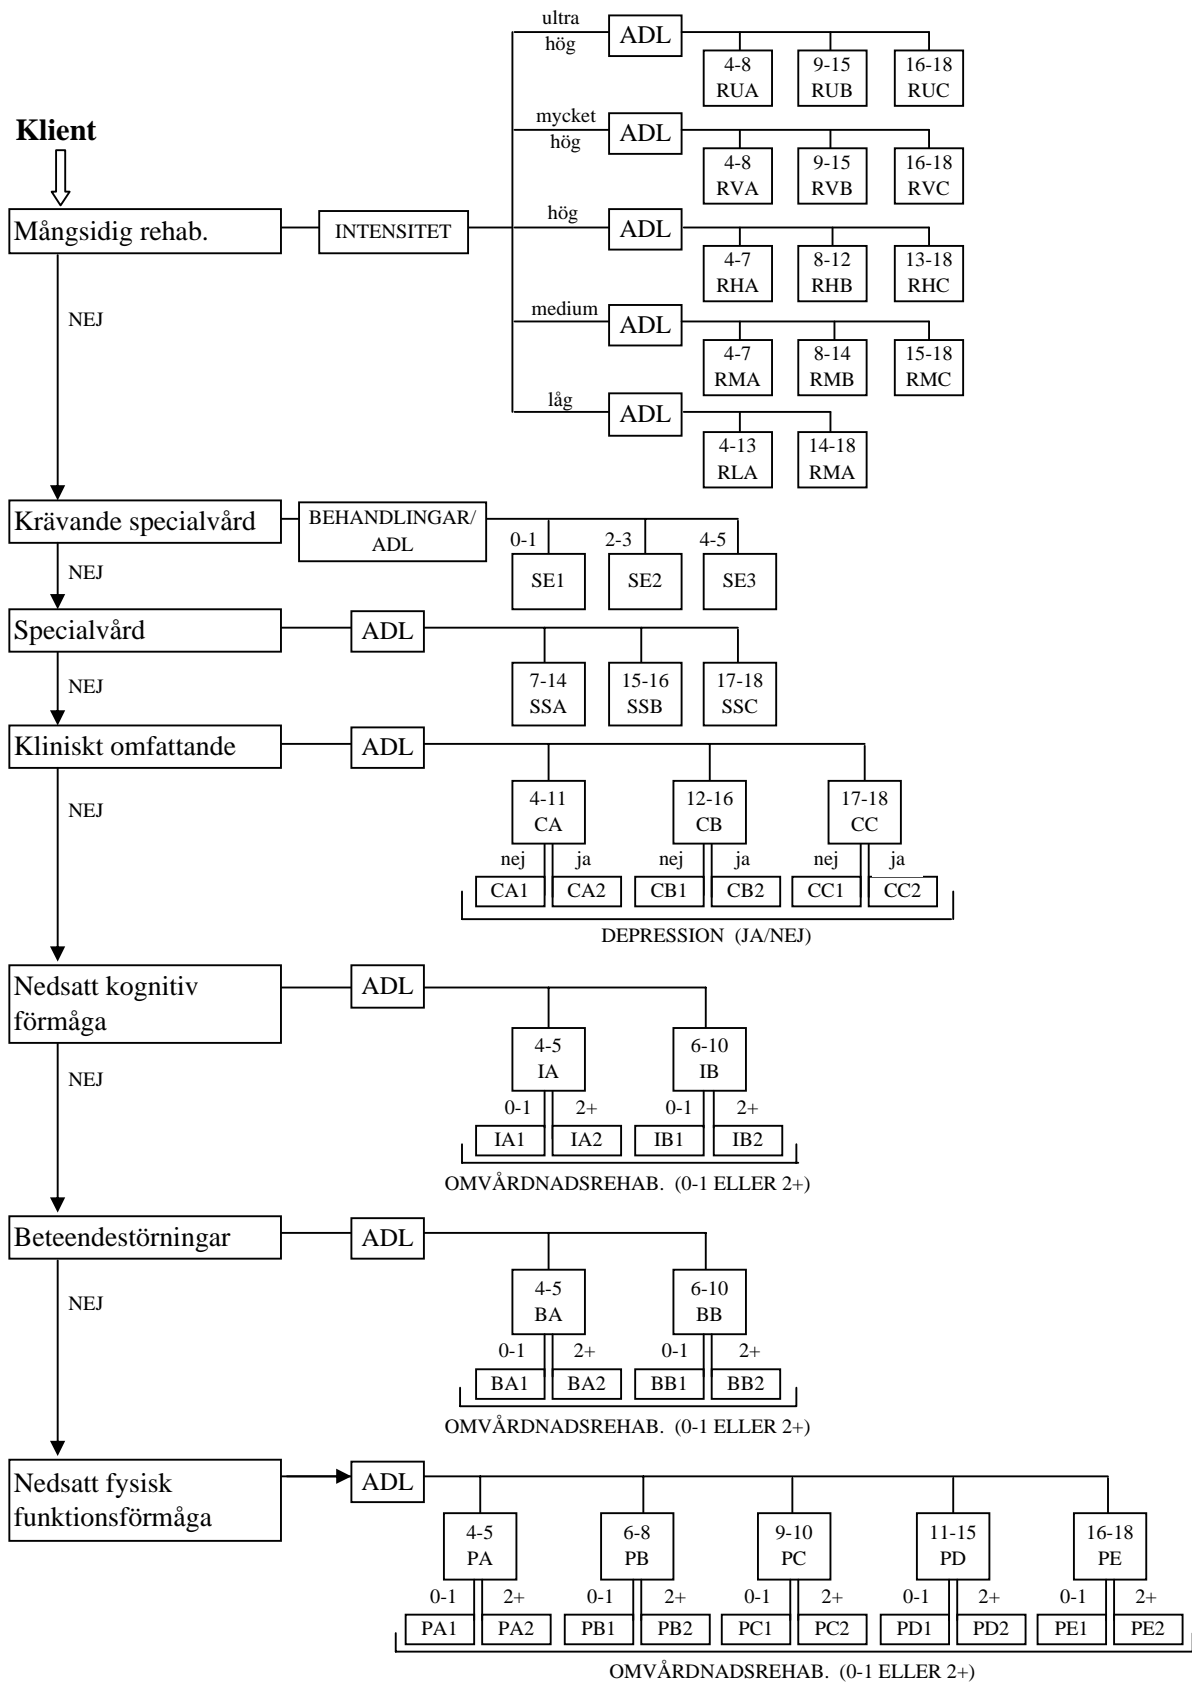 ultra
hög
ADL
4-8
RUA
9-15
RUB
16-18
RUC
Klient
mycket
hög
ADL
4-8
RVA
9-15
RVB
16-18
RVC
Mångsidig rehab.
INTENSITET
hög
ADL
4-7
RHA
8-12
RHB
13-18
RHC
NEJ
medium
ADL
4-7
RMA
8-14
RMB
15-18
RMC
låg
ADL
4-13
RLA
14-18
RMA
Krävande specialvård
BEHANDLINGAR/
ADL
0-1
SE1
2-3
SE2
4-5
SE3
NEJ
Specialvård
ADL
7-14
SSA
15-16
SSB
17-18
SSC
NEJ
Kliniskt omfattande
ADL
4-11
CA
12-16
CB
17-18
CC
NEJ
nej ja nej ja nej ja
CA1 CA2 CB1 CB2 CC1 CC2
DEPRESSION (JA/NEJ)
Nedsatt kognitiv
förmåga
ADL
4-5
IA
6-10
IB
NEJ
0-1 2+ 0-1 2+
IA1 IA2 IB1 IB2
OMVÅRDNADSREHAB. (0-1 ELLER 2+)
Beteendestörningar
ADL
4-5
BA
6-10
BB
NEJ
0-1 2+ 0-1 2+
BA1 BA2 BB1 BB2
OMVÅRDNADSREHAB. (0-1 ELLER 2+)
Nedsatt fysisk
funktionsförmåga
ADL
4-5
PA
6-8
PB
9-10
PC
11-15
PD
16-18
PE
0-1 2+ 0-1 2+ 0-1 2+ 0-1 2+ 0-1 2+
PA1 PA2 PB1 PB2 PC1 PC2 PD1 PD2 PE1 PE2
OMVÅRDNADSREHAB. (0-1 ELLER 2+)